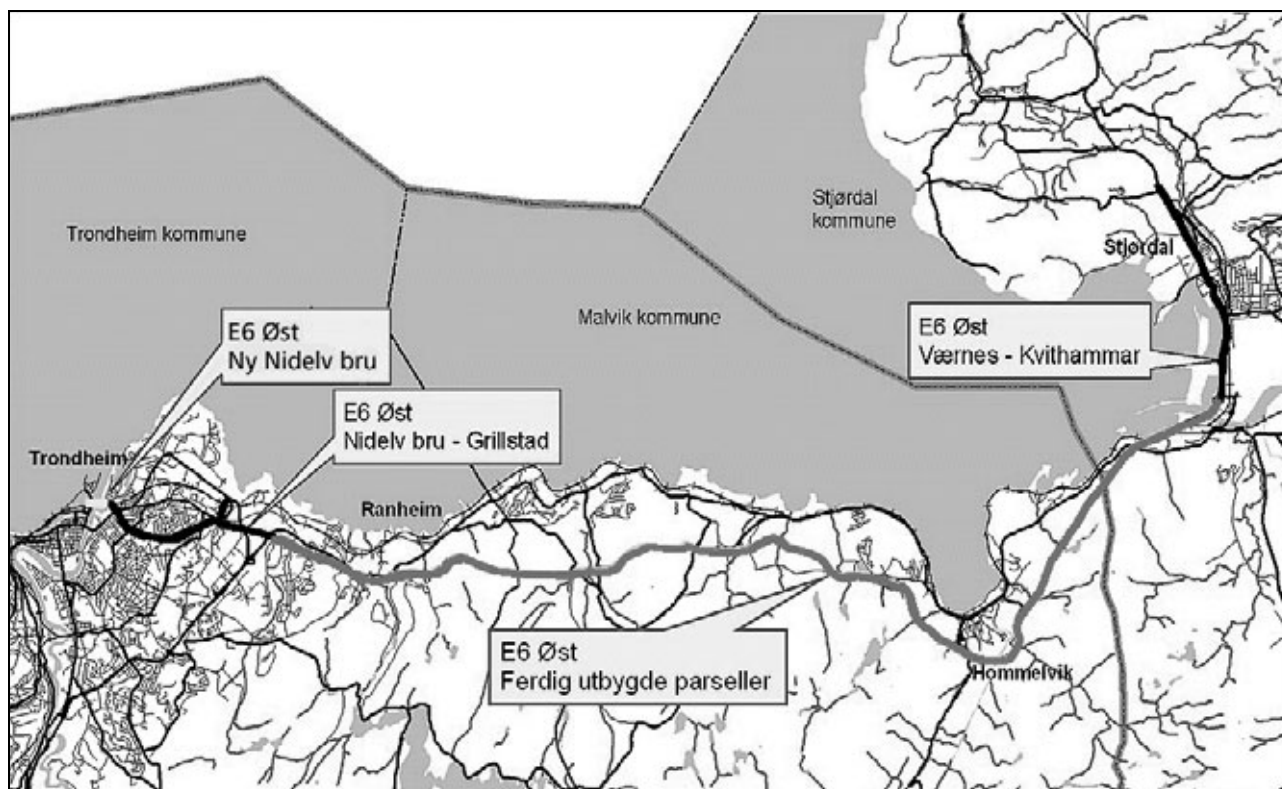 Trondheim kommune
Stjørdal
kommune
Stjørdal
Malvik kommune
E6 Øst
Ny Nidelv bru
E6 Øst
Værnes - Kvithammar
E6 Øst
Nidelv bru - Grillstad
Trondheim
Ranheim
E6 Øst
Ferdig utbygde parseller
Hommelvik